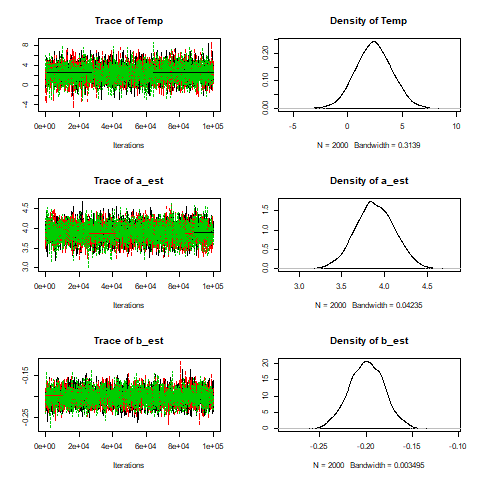 Trace of Temp
8
4
2
0
-4
0e+00 2e+04 4e+04 6e+04 8e+04 1e+05
Iterations
Density of Temp
0.20
0.10
0.00
-5 0 5 10
N = 2000 Bandwidth = 0.3139
Trace of a_est
4.5
4.0
3.5
3.0
0e+00 2e+04 4e+04 6e+04 8e+04 1e+05
Iterations
Density of a_est
1.5
1.0
0.5
0.0
3.0 3.5 4.0 4.5
N = 2000 Bandwidth = 0.04235
Trace of b_est
-0.15
-0.25
0e+00 2e+04 4e+04 6e+04 8e+04 1e+05
Iterations
Density of b_est
20
15
10
5
0
-0.25 -0.20 -0.15 -0.10
N = 2000 Bandwidth = 0.003495